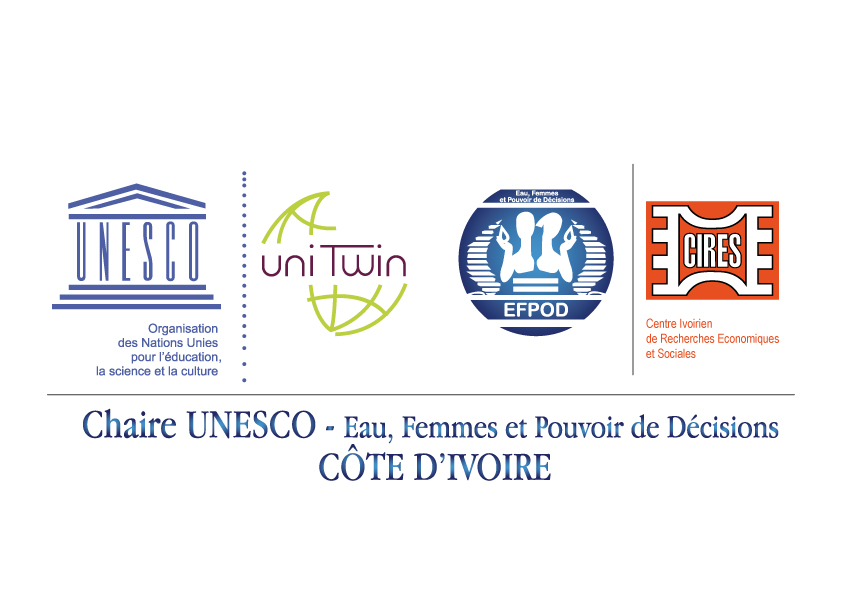 UNESCO
Organisation
des Nations Unies
pour l'éducation,
la science et la culture
uniTwin
Eau, Femmes
et Pouvoir de Décisions
EFPOD
CIRES
Centre Ivoirien
de Recherches Economiques
et Sociales
Chaire UNESCO - Eau, Femmes et Pouvoir de Décisions
CÔTE D'IVOIRE